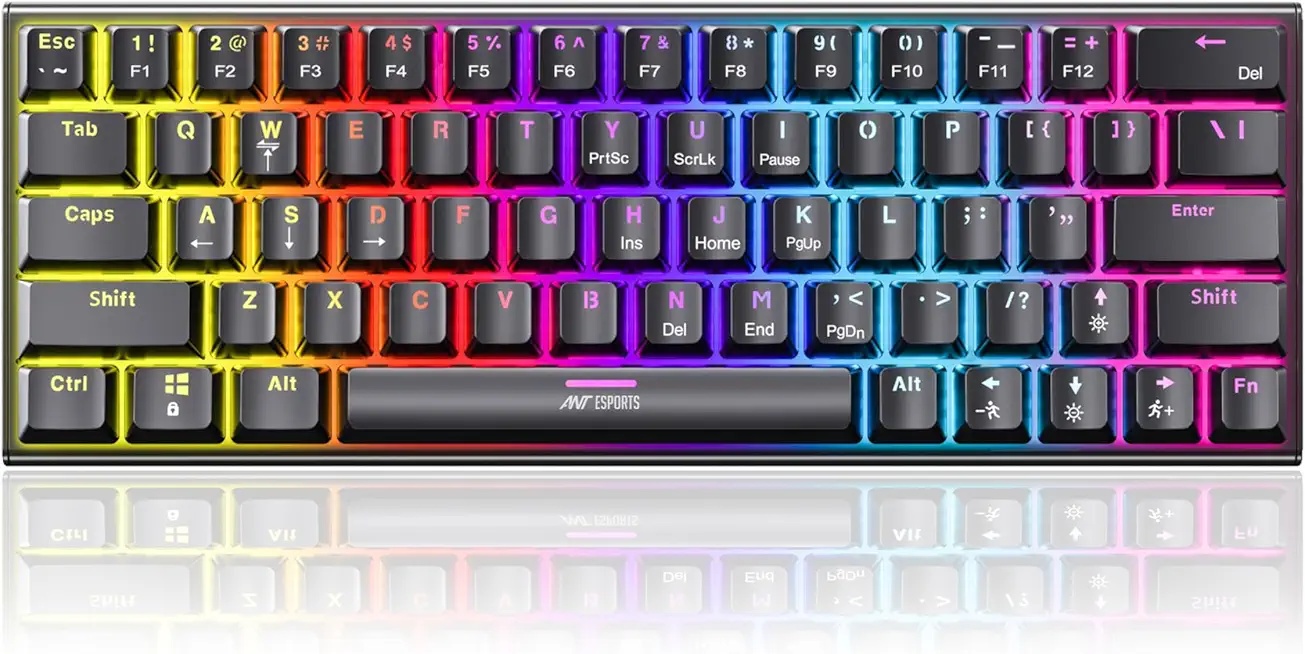 Esc 1 ! 2 @ 3 # 4 $ 5 % 6 ^ 7 & 8 * 9 ( 0 ) - — = + ←
` ~ F1 F2 F3 F4 F5 F6 F7 F8 F9 F10 F11 F12 Del
Tab Q W E R T Y U I O P [ { ] } \ |
PrtSc ScrLk Pause
Caps A S D F G H J K L ; : ' ,, Enter
← ↓ → Ins Home PgUp
Shift Z X C V B N M , < . > / ? ↑ Shift
Del End PgDn
Ctrl Alt Alt ← ↓ → Fn
ANT ESPORTS
- +